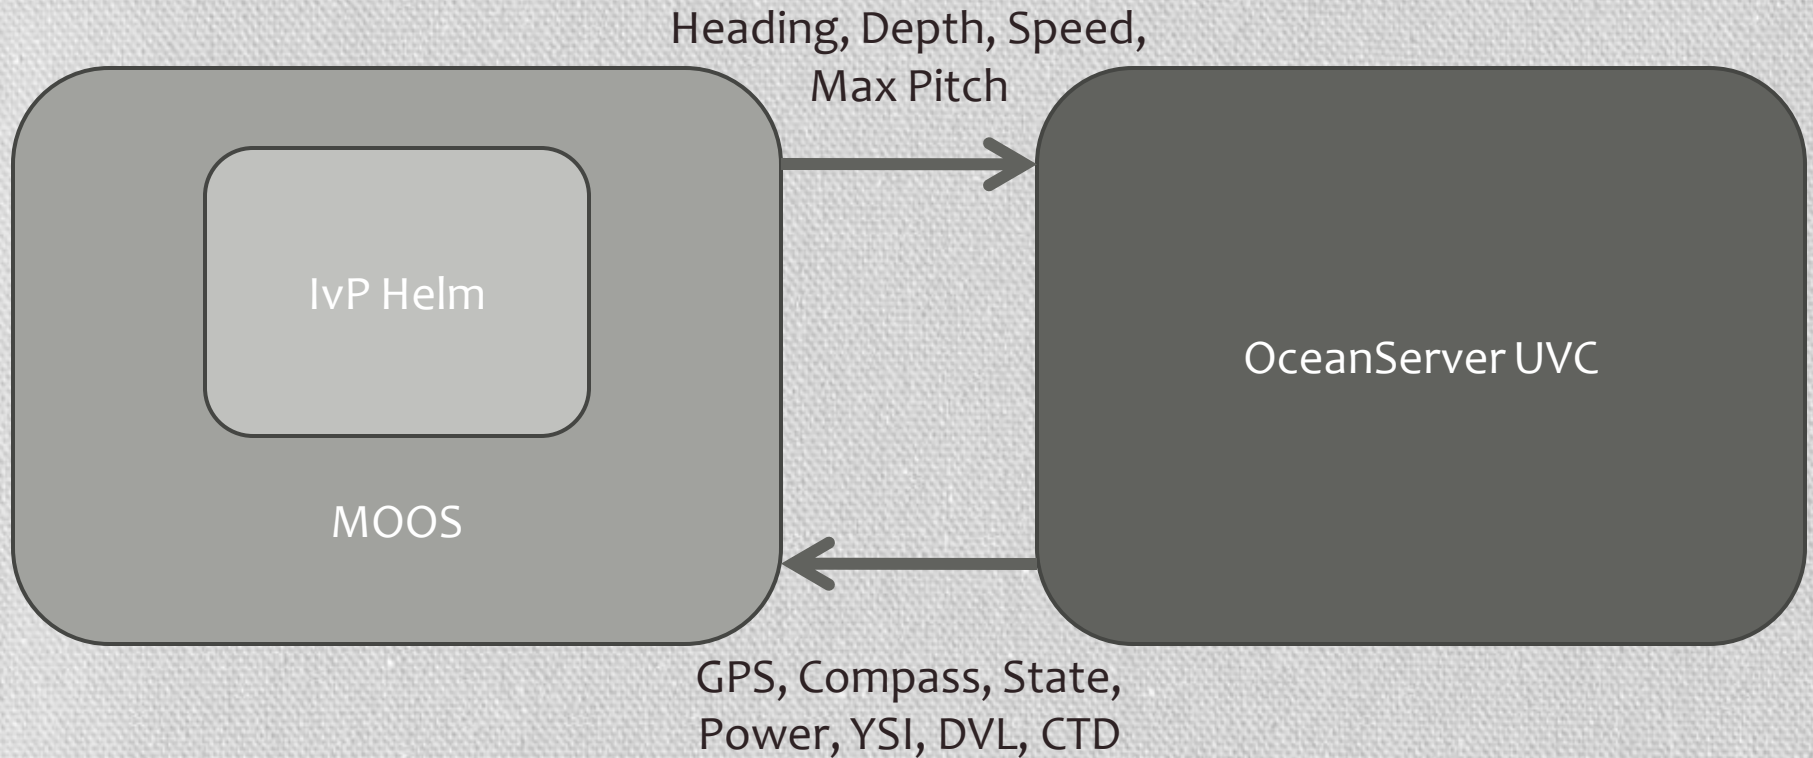 Heading, Depth, Speed,
Max Pitch
IvP Helm
OceanServer UVC
MOOS
GPS, Compass, State,
Power, YSI, DVL, CTD